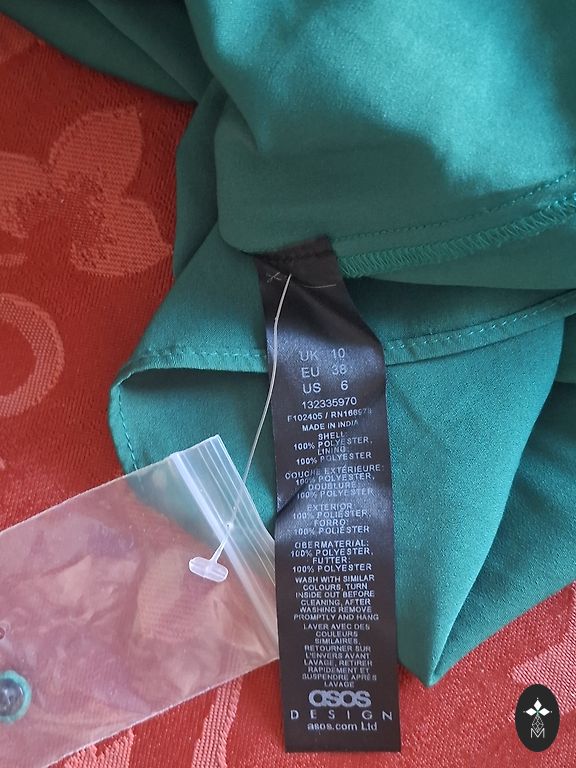 UK 10
EU 38
US 6
132335970
F102405 / RN166978
MADE IN INDIA
SHELL:
100% POLYESTER,
LINING:
100% POLYESTER
DOUCHE EXTÉRIEURE:
100% POLYESTER,
DOUBLURE:
100% POLYESTER
EXTERIOR:
100% POLIÉSTER,
FORRO:
100% POLIÉSTER
OBERMATERIAL:
100% POLYESTER,
FUTTER:
100% POLYESTER
WASH WITH SIMILAR
COLOURS, TURN
INSIDE OUT BEFORE
CLEANING, AFTER
WASHING REMOVE
PROMPTLY AND HANG
LAVER AVEC DES
COULEURS
SIMILAIRES,
RETOURNER SUR
L'ENVERS AVANT
LAVAGE, RETIRER
RAPIDEMENT ET
SUSPENDRE APRÈS
LAVAGE
asos
DESIGN
asos.com Ltd
M